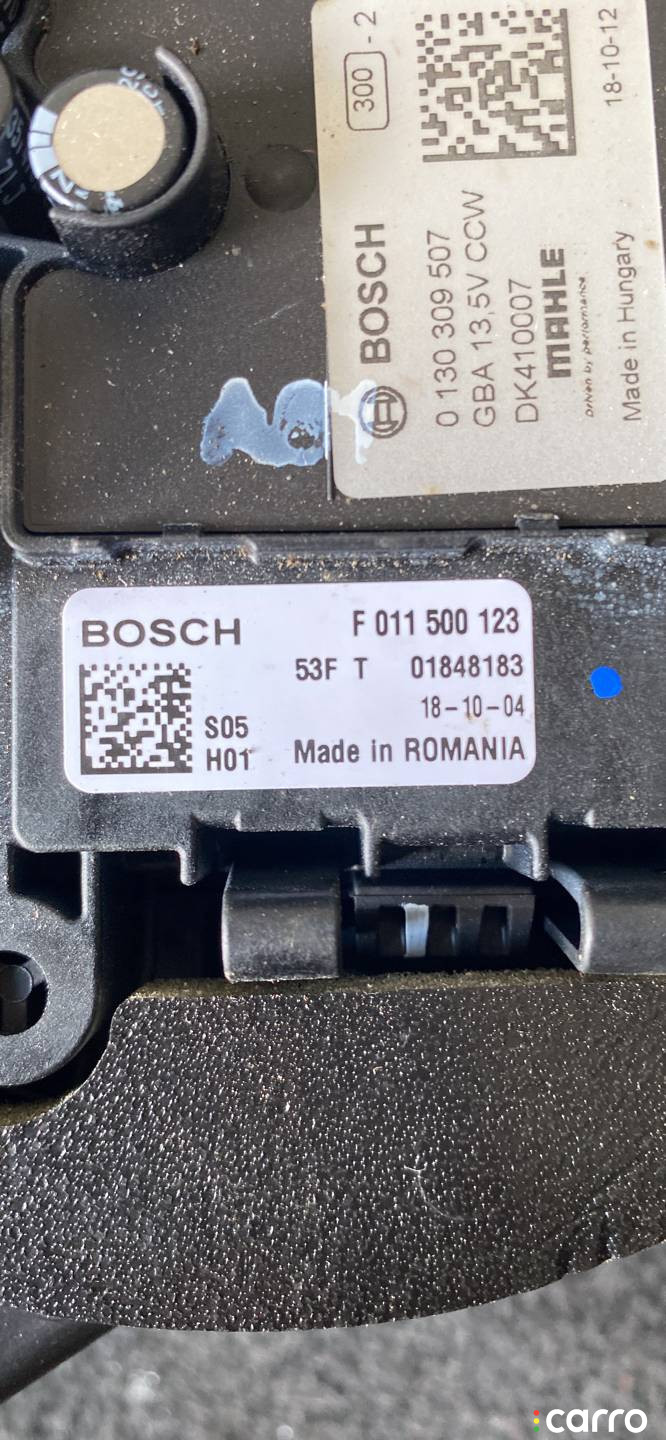 300 - 2
18-10-12
BOSCH
0 130 309 507
GBA 13,5V CCW
DK410007
MAHLE
Driven by performance
Made in Hungary
BOSCH
F 011 500 123
53F T 01848183
18-10-04
S05
H01
Made in ROMANIA
carro